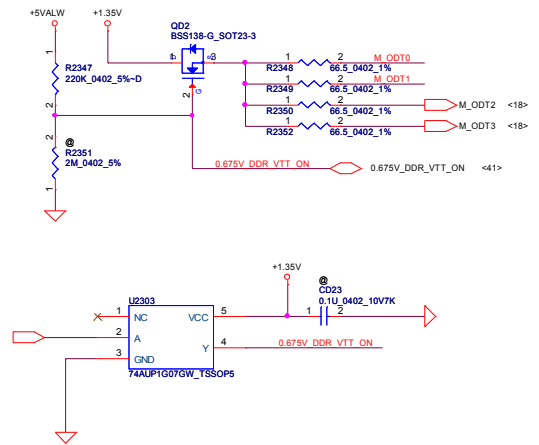 +5VALW
+1.35V
QD2
BSS138-G_SOT23-3
1
3
G
2
1
R2347
220K_0402_5%~D
2
1 2 M_ODT0
R2348 66.5_0402_1%
1 2 M_ODT1
R2349 66.5_0402_1%
1 2 M_ODT2 <18>
R2350 66.5_0402_1%
1 2 M_ODT3 <18>
R2352 66.5_0402_1%
2
@
R2351
2M_0402_5%
1
0.675V_DDR_VTT_ON 0.675V_DDR_VTT_ON <41>
+1.35V
@
CD23
0.1U_0402_10V7K
1 2
U2303
1 NC VCC 5
2 A
3 GND Y 4
0.675V_DDR_VTT_ON
74AUP1G07GW_TSSOP5